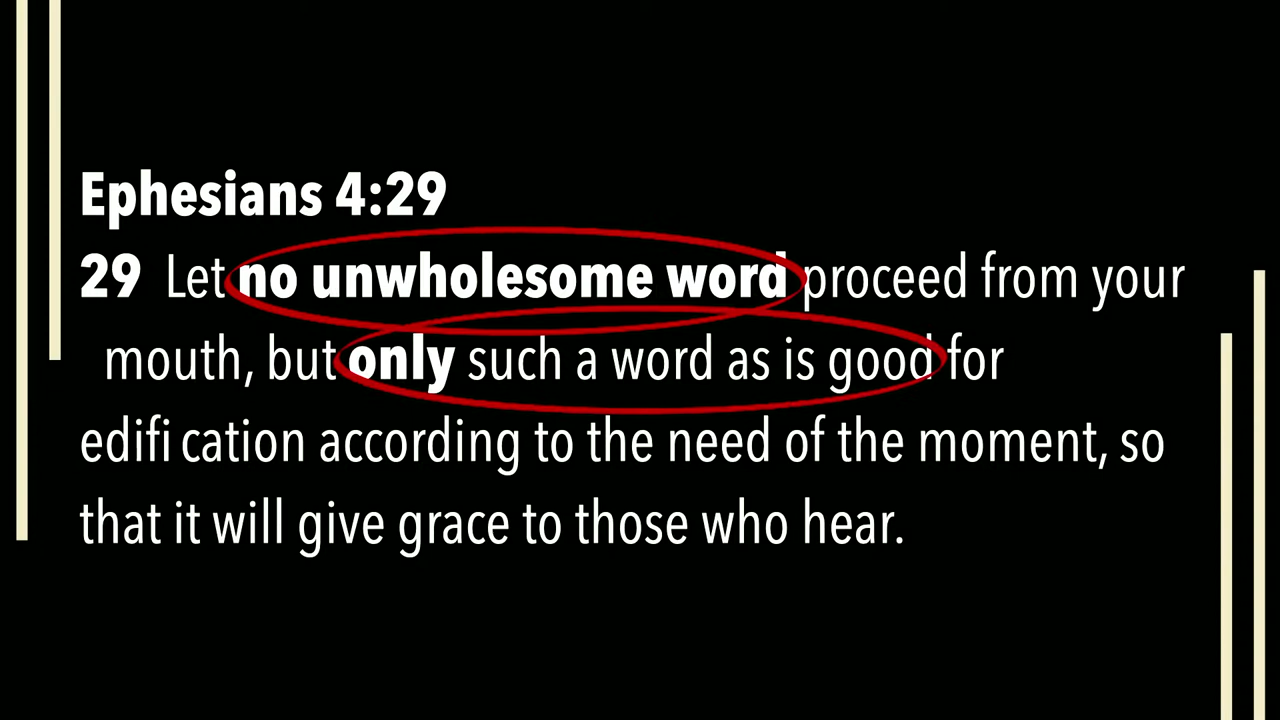 Ephesians 4:29
29 Let no unwholesome word proceed from your
mouth, but only such a word as is good for
edifi cation according to the need of the moment, so
that it will give grace to those who hear.